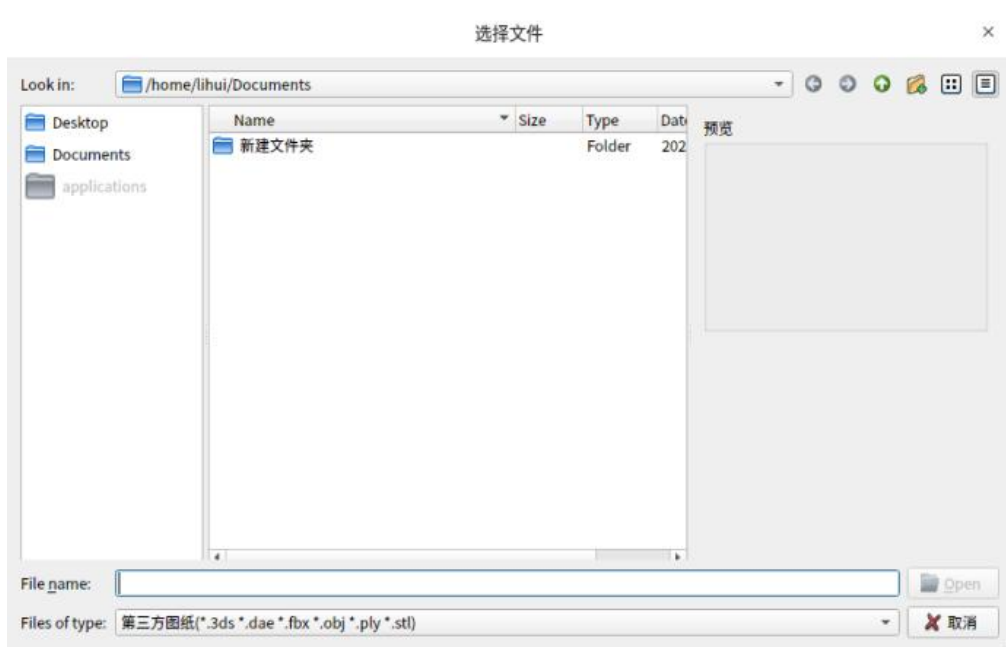 选择文件
Look in: /home/lihui/Documents
Desktop
Documents
applications
Name Size Type Date
新建文件夹 Folder 202
预览
File name: Open
Files of type: 第三方图纸(*.3ds *.dae *.fbx *.obj *.ply *.stl) 取消